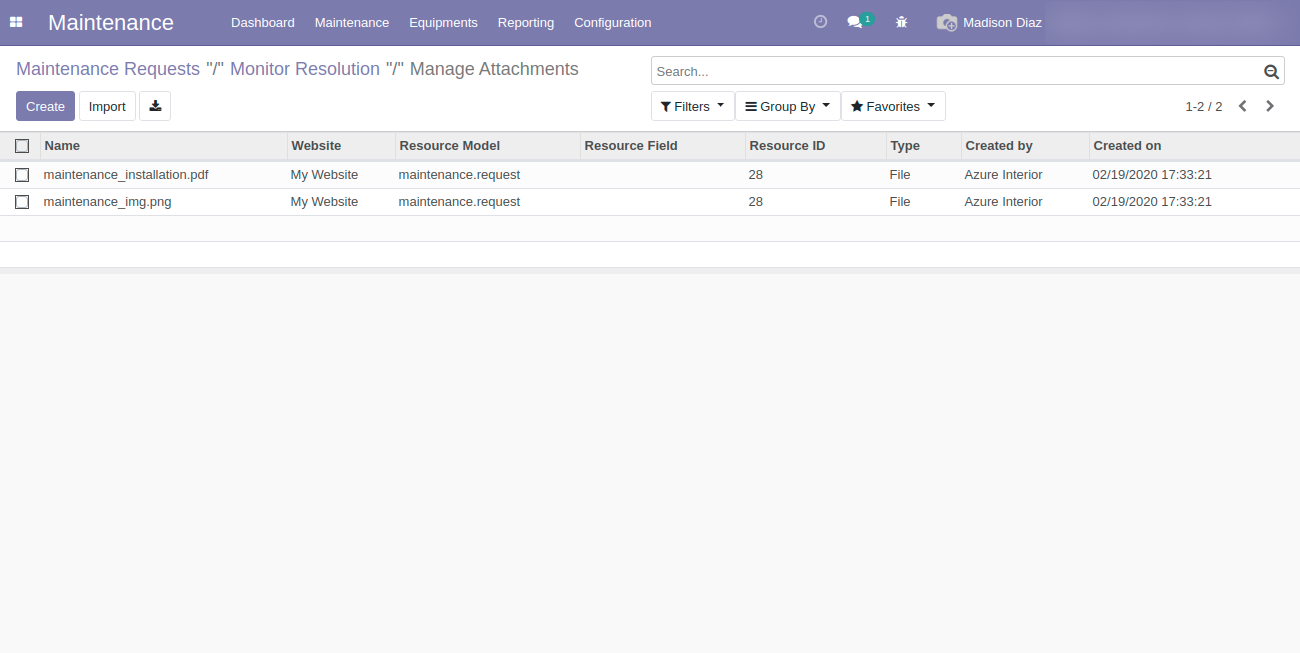 Maintenance Dashboard Maintenance Equipments Reporting Configuration 1 Madison Diaz
Maintenance Requests "/" Monitor Resolution "/" Manage Attachments
Search...
Create Import Filters Group By Favorites 1-2 / 2
Name Website Resource Model Resource Field Resource ID Type Created by Created on
maintenance_installation.pdf My Website maintenance.request 28 File Azure Interior 02/19/2020 17:33:21
maintenance_img.png My Website maintenance.request 28 File Azure Interior 02/19/2020 17:33:21